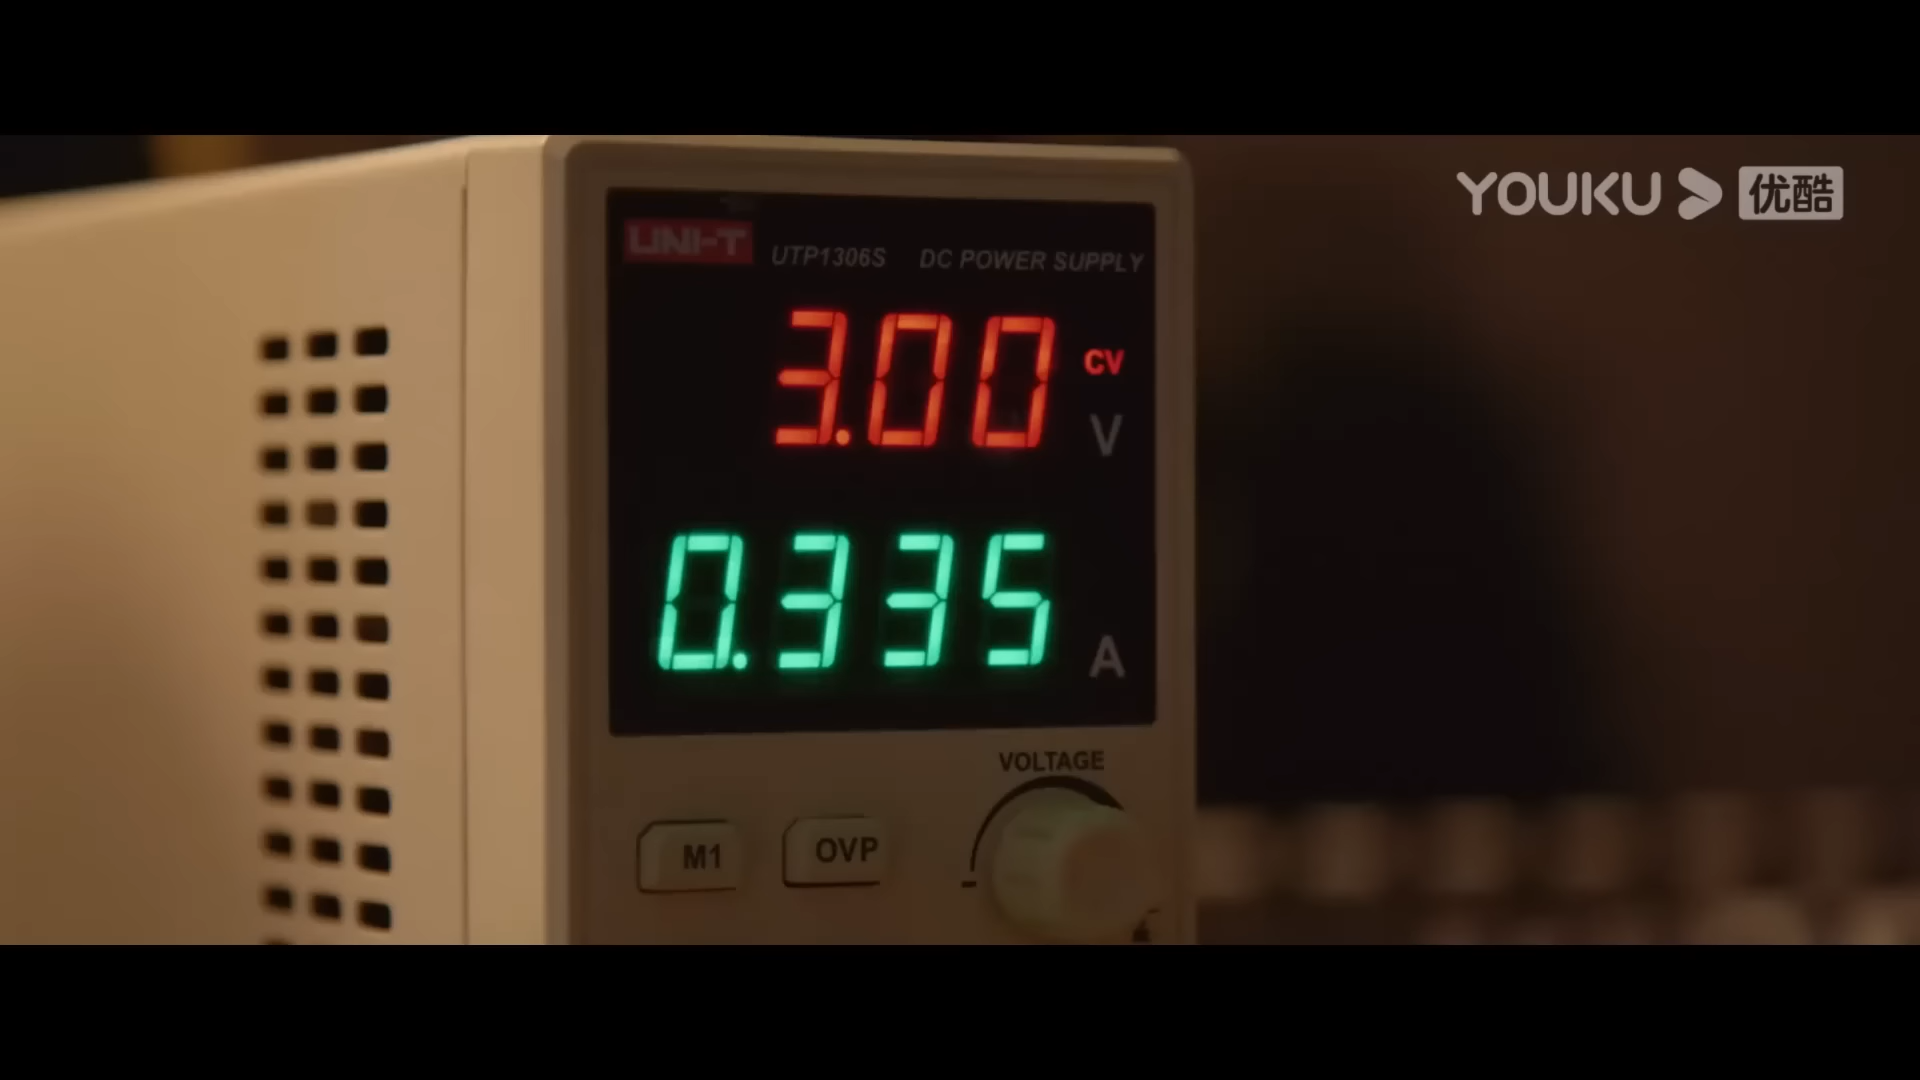 YOUKU 优酷
UNI-T UTP1306S DC POWER SUPPLY
3.00 CV
V
0.335 A
VOLTAGE
M1 OVP
-